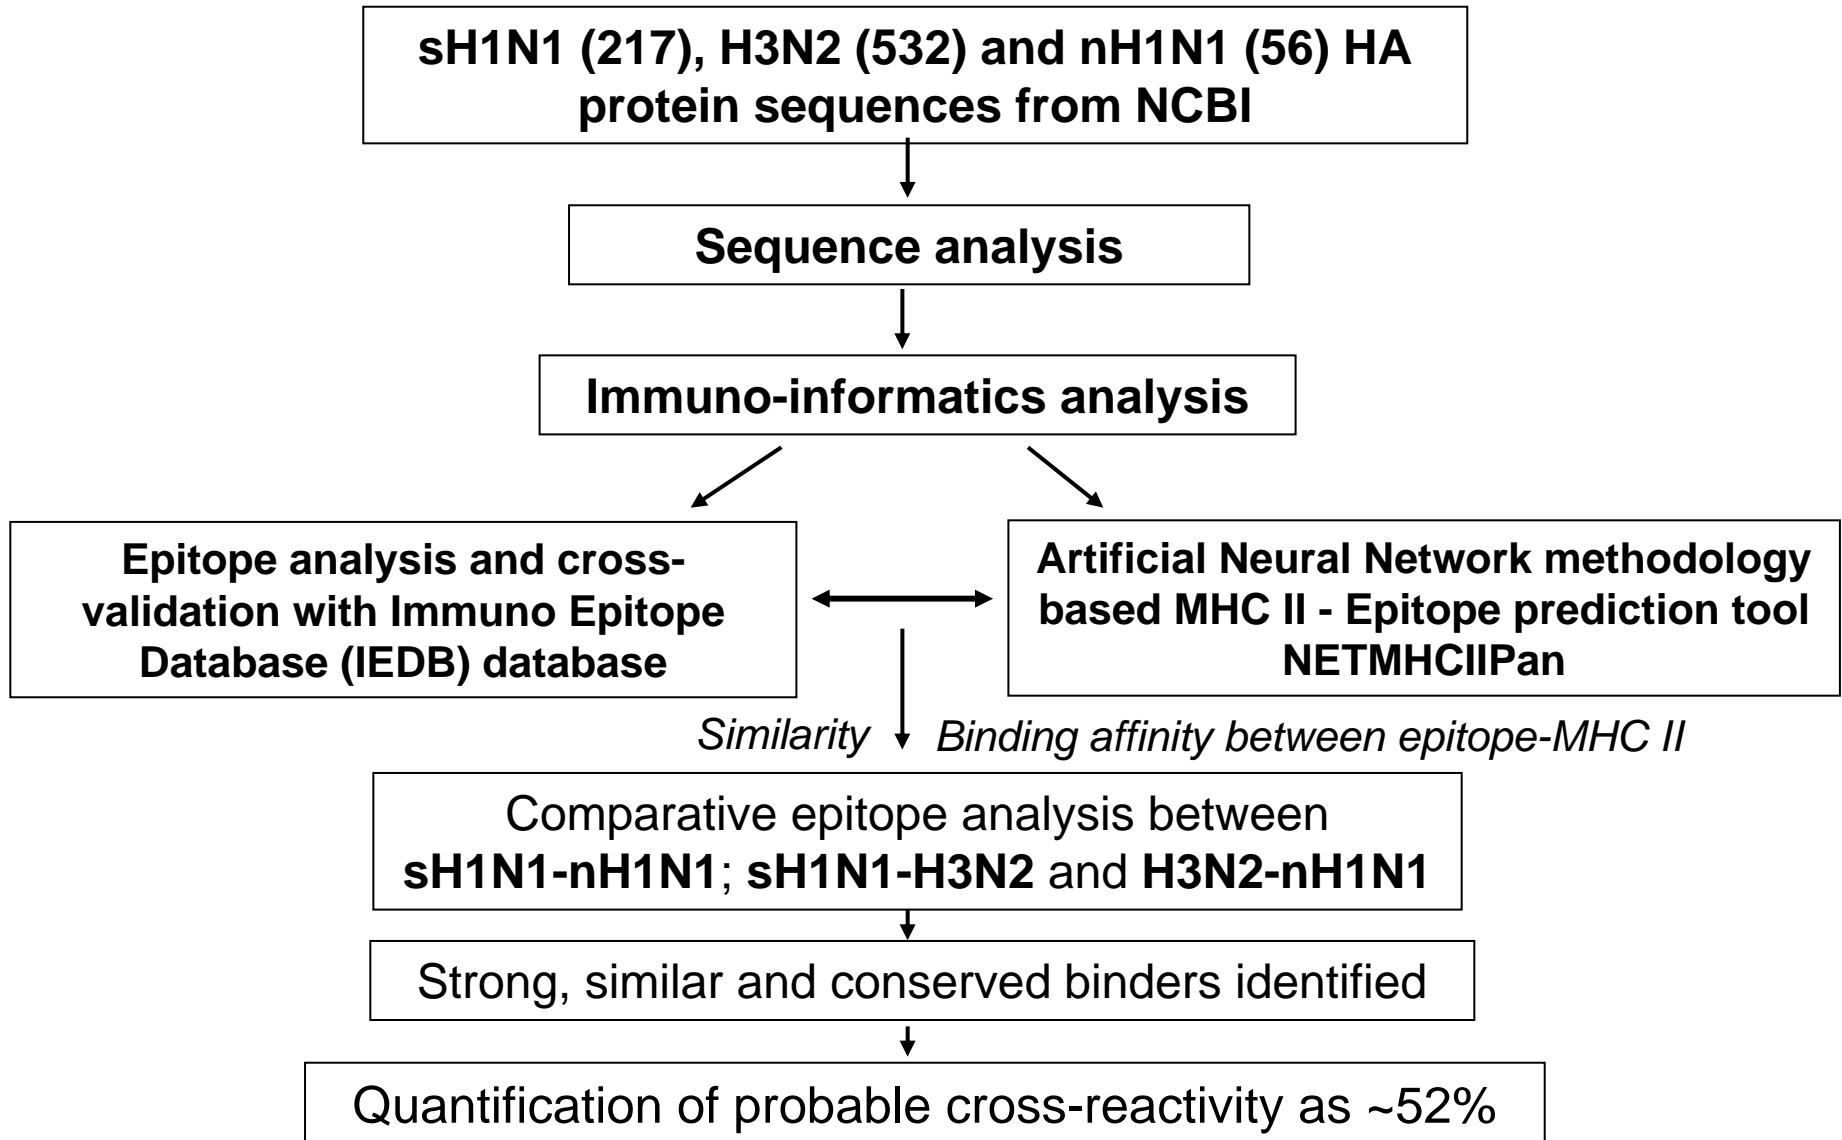 sH1N1 (217), H3N2 (532) and nH1N1 (56) HA
protein sequences from NCBI
Sequence analysis
Immuno-informatics analysis
Epitope analysis and cross-
validation with Immuno Epitope
Database (IEDB) database
Artificial Neural Network methodology
based MHC II - Epitope prediction tool
NETMHCIIPan
Similarity
Binding affinity between epitope-MHC II
Comparative epitope analysis between
sH1N1-nH1N1; sH1N1-H3N2 and H3N2-nH1N1
Strong, similar and conserved binders identified
Quantification of probable cross-reactivity as ~52%